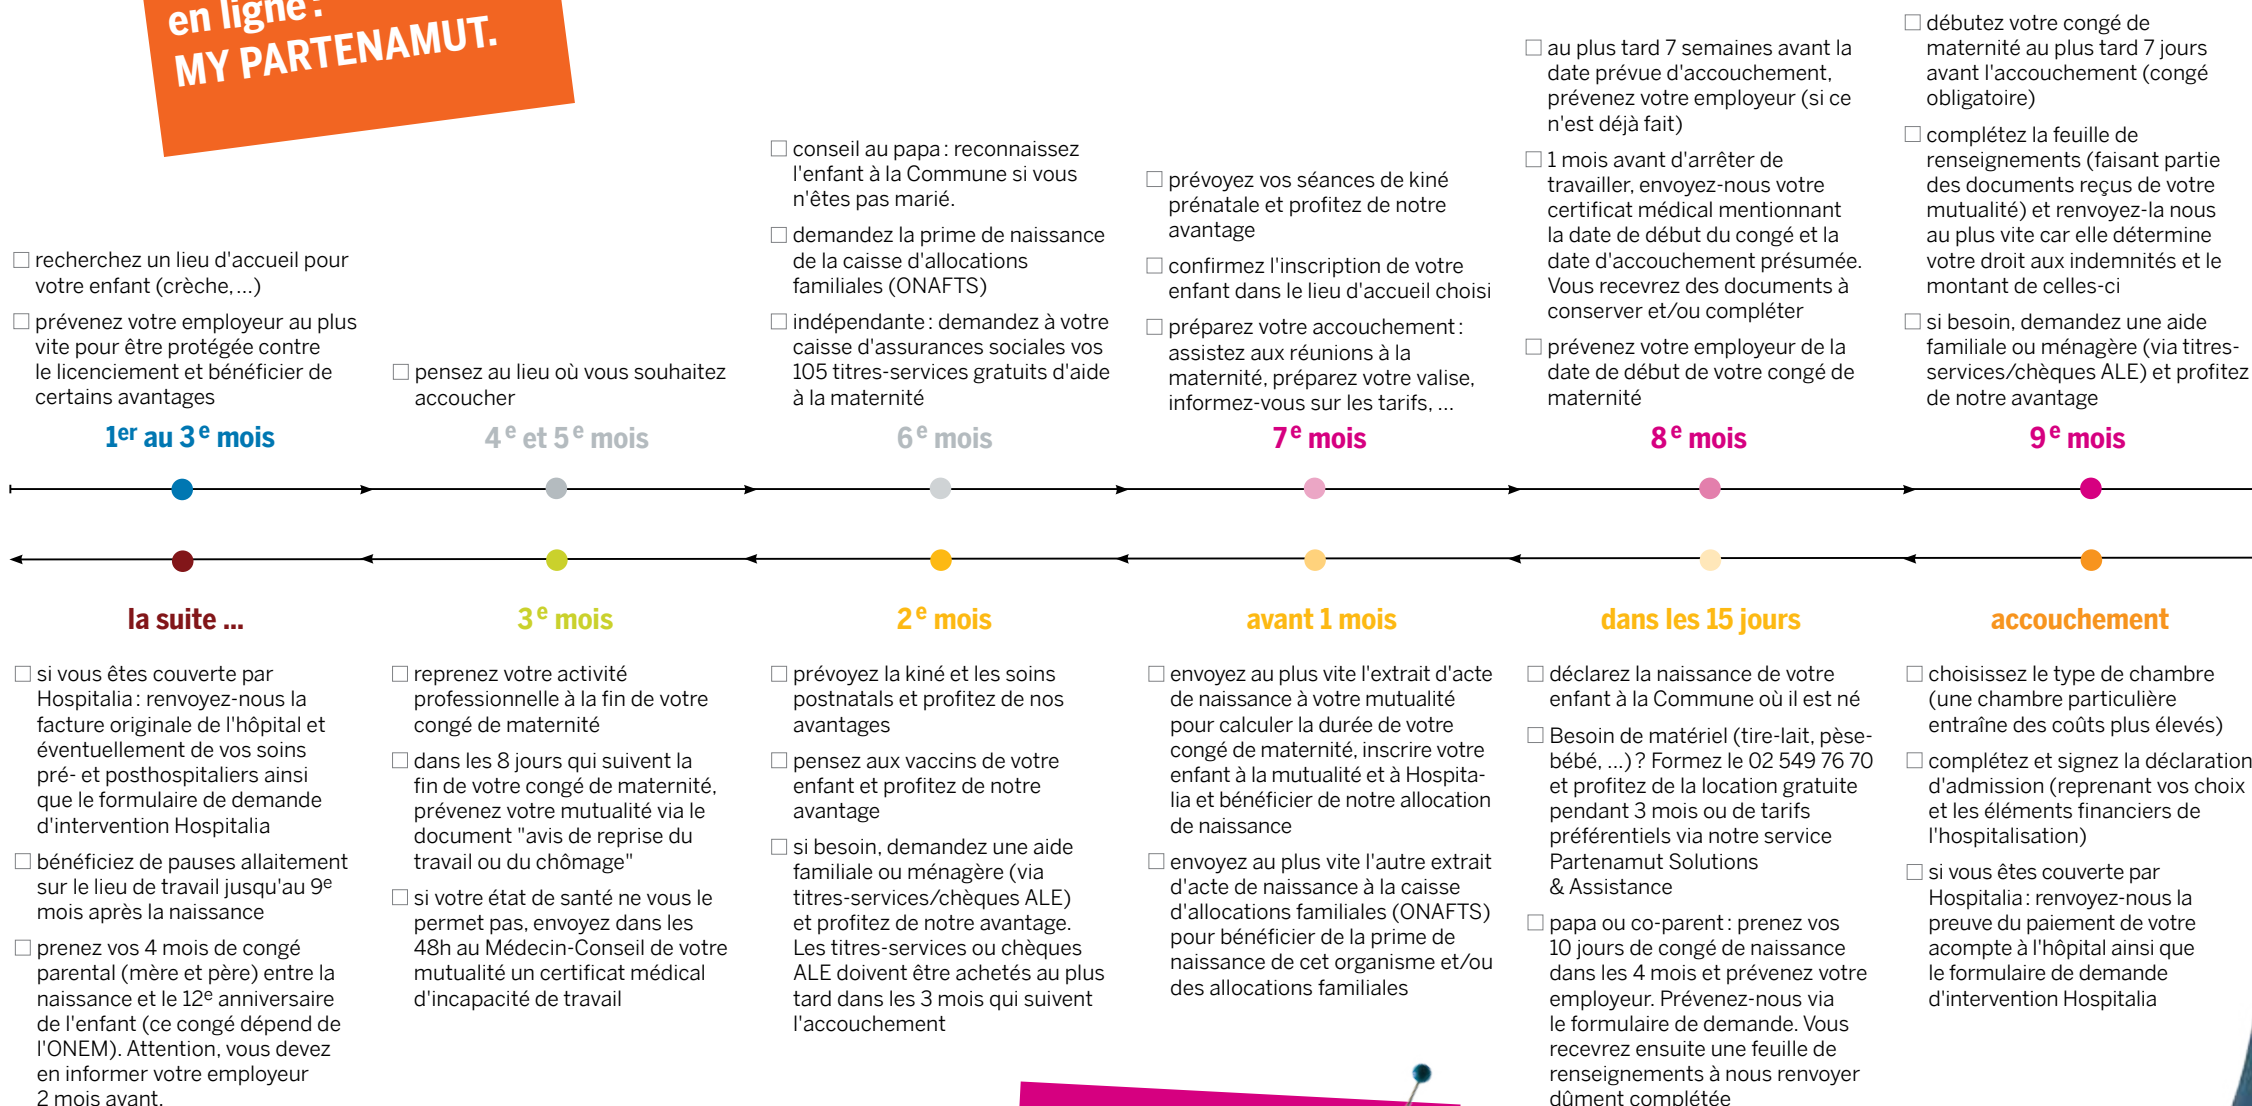 en ligne :
MY PARTENAMUT.
☐ recherchez un lieu d'accueil pour
votre enfant (crèche, ...)
☐ prévenez votre employeur au plus
vite pour être protégée contre
le licenciement et bénéficier de
certains avantages
1er au 3e mois
☐ pensez au lieu où vous souhaitez
accoucher
4e et 5e mois
☐ conseil au papa : reconnaissez
l'enfant à la Commune si vous
n'êtes pas marié.
☐ demandez la prime de naissance
de la caisse d'allocations
familiales (ONAFTS)
☐ indépendante : demandez à votre
caisse d'assurances sociales vos
105 titres-services gratuits d'aide
à la maternité
6e mois
☐ prévoyez vos séances de kiné
prénatale et profitez de notre
avantage
☐ confirmez l'inscription de votre
enfant dans le lieu d'accueil choisi
☐ préparez votre accouchement :
assistez aux réunions à la
maternité, préparez votre valise,
informez-vous sur les tarifs, ...
7e mois
☐ au plus tard 7 semaines avant la
date prévue d'accouchement,
prévenez votre employeur (si ce
n'est déjà fait)
☐ 1 mois avant d'arrêter de
travailler, envoyez-nous votre
certificat médical mentionnant
la date de début du congé et la
date d'accouchement présumée.
Vous recevrez des documents à
conserver et/ou compléter
☐ prévenez votre employeur de la
date de début de votre congé de
maternité
8e mois
☐ débutez votre congé de
maternité au plus tard 7 jours
avant l'accouchement (congé
obligatoire)
☐ complétez la feuille de
renseignements (faisant partie
des documents reçus de votre
mutualité) et renvoyez-la nous
au plus vite car elle détermine
votre droit aux indemnités et le
montant de celles-ci
☐ si besoin, demandez une aide
familiale ou ménagère (via titres-
services/chèques ALE) et profitez
de notre avantage
9e mois
la suite ...
☐ si vous êtes couverte par
Hospitalia : renvoyez-nous la
facture originale de l'hôpital et
éventuellement de vos soins
pré- et posthospitaliers ainsi
que le formulaire de demande
d'intervention Hospitalia
☐ bénéficiez de pauses allaitement
sur le lieu de travail jusqu'au 9e
mois après la naissance
☐ prenez vos 4 mois de congé
parental (mère et père) entre la
naissance et le 12e anniversaire
de l'enfant (ce congé dépend de
l'ONEM). Attention, vous devez
en informer votre employeur
2 mois avant.
3e mois
☐ reprenez votre activité
professionnelle à la fin de votre
congé de maternité
☐ dans les 8 jours qui suivent la
fin de votre congé de maternité,
prévenez votre mutualité via le
document "avis de reprise du
travail ou du chômage"
☐ si votre état de santé ne vous le
permet pas, envoyez dans les
48h au Médecin-Conseil de votre
mutualité un certificat médical
d'incapacité de travail
2e mois
☐ prévoyez la kiné et les soins
postnatals et profitez de nos
avantages
☐ pensez aux vaccins de votre
enfant et profitez de notre
avantage
☐ si besoin, demandez une aide
familiale ou ménagère (via
titres-services/chèques ALE)
et profitez de notre avantage.
Les titres-services ou chèques
ALE doivent être achetés au plus
tard dans les 3 mois qui suivent
l'accouchement
avant 1 mois
☐ envoyez au plus vite l'extrait d'acte
de naissance à votre mutualité
pour calculer la durée de votre
congé de maternité, inscrire votre
enfant à la mutualité et à Hospita-
lia et bénéficier de notre allocation
de naissance
☐ envoyez au plus vite l'autre extrait
d'acte de naissance à la caisse
d'allocations familiales (ONAFTS)
pour bénéficier de la prime de
naissance de cet organisme et/ou
des allocations familiales
dans les 15 jours
☐ déclarez la naissance de votre
enfant à la Commune où il est né
☐ Besoin de matériel (tire-lait, pèse-
bébé, ...) ? Formez le 02 549 76 70
et profitez de la location gratuite
pendant 3 mois ou de tarifs
préférentiels via notre service
Partenamut Solutions
& Assistance
☐ papa ou co-parent : prenez vos
10 jours de congé de naissance
dans les 4 mois et prévenez votre
employeur. Prévenez-nous via
le formulaire de demande. Vous
recevrez ensuite une feuille de
renseignements à nous renvoyer
dûment complétée
accouchement
☐ choisissez le type de chambre
(une chambre particulière
entraîne des coûts plus élevés)
☐ complétez et signez la déclaration
d'admission (reprenant vos choix
et les éléments financiers de
l'hospitalisation)
☐ si vous êtes couverte par
Hospitalia : renvoyez-nous la
preuve du paiement de votre
acompte à l'hôpital ainsi que
le formulaire de demande
d'intervention Hospitalia